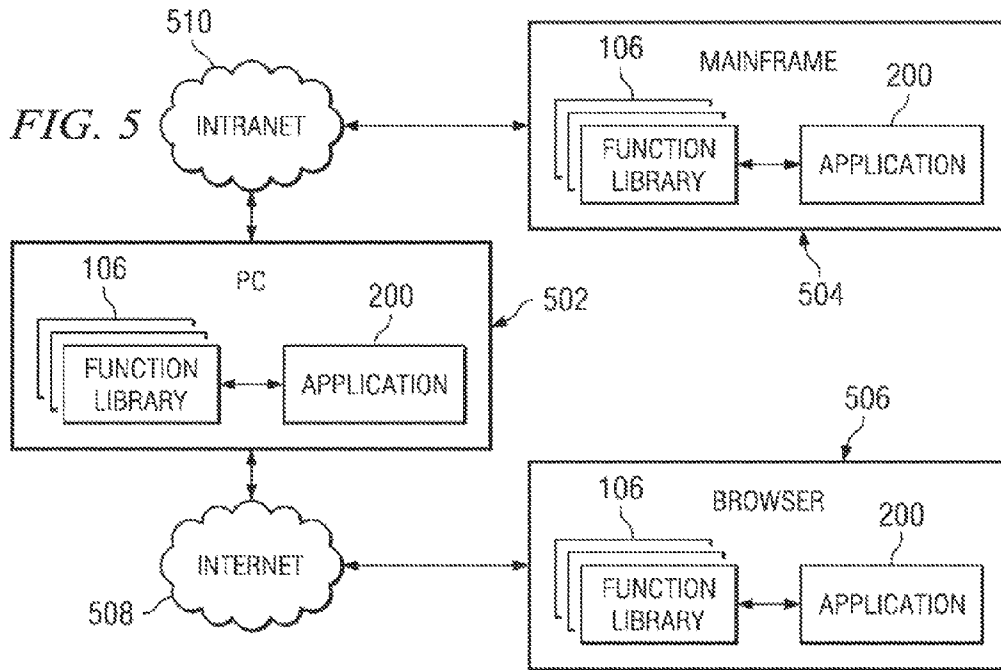 510
FIG. 5
INTRANET
106
MAINFRAME
200
FUNCTION
LIBRARY
APPLICATION
504
PC
106
200
502
FUNCTION
LIBRARY
APPLICATION
506
INTERNET
508
106
BROWSER
200
FUNCTION
LIBRARY
APPLICATION